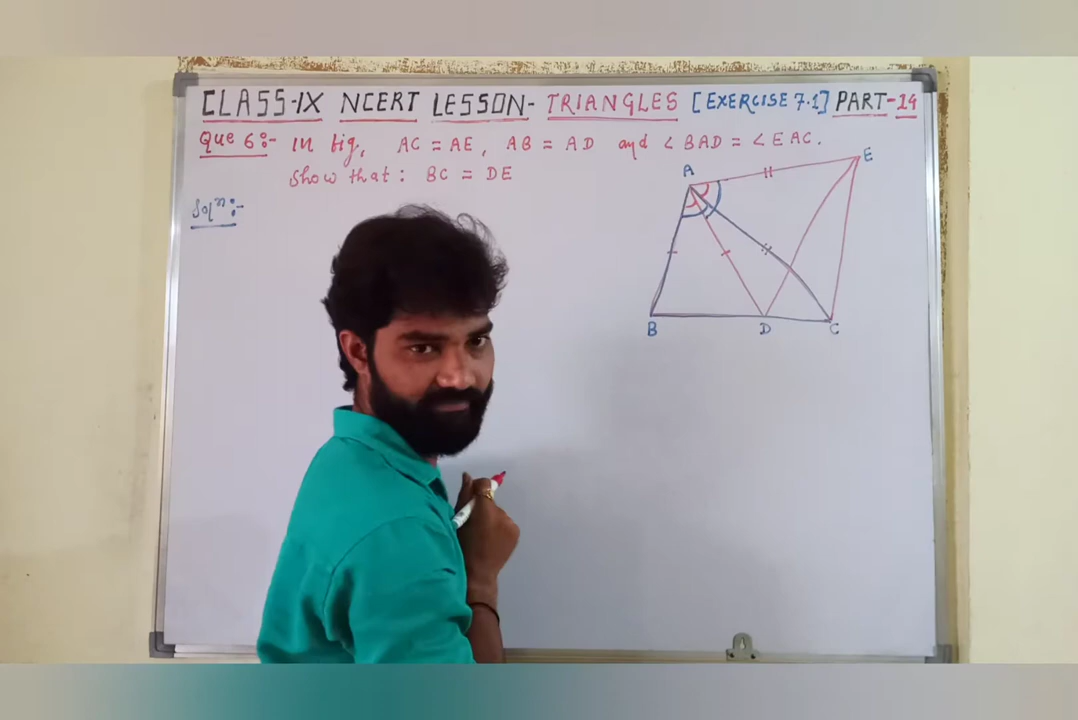 CLASS-IX NCERT LESSON- TRIANGLES [EXERCISE 7.1] PART-14
Que 6:- In fig, AC = AE, AB = AD and ∠BAD = ∠EAC.
Show that: BC = DE
Solⁿ:-
A
E
B
D
C